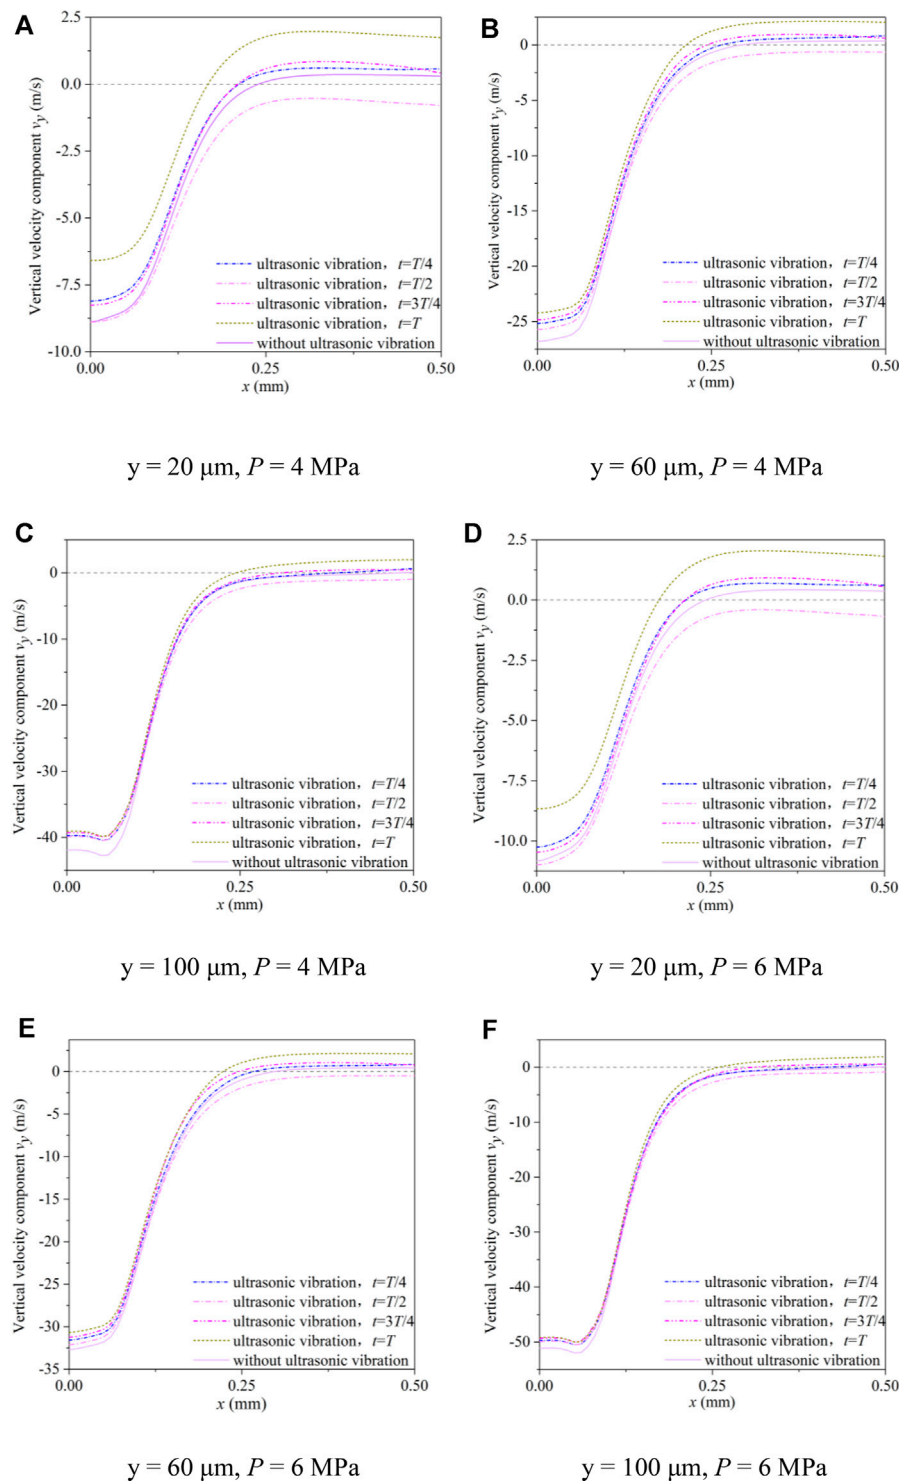 A
Vertical velocity component vy (m/s)
2.5
0.0
-2.5
-5.0
-7.5
-10.0
ultrasonic vibration， t=T/4
ultrasonic vibration， t=T/2
ultrasonic vibration， t=3T/4
ultrasonic vibration， t=T
without ultrasonic vibration
0.00 0.25 0.50
x (mm)
y = 20 μm, P = 4 MPa
B
Vertical velocity component vy (m/s)
0
-5
-10
-15
-20
-25
ultrasonic vibration， t=T/4
ultrasonic vibration， t=T/2
ultrasonic vibration， t=3T/4
ultrasonic vibration， t=T
without ultrasonic vibration
0.00 0.25 0.50
x (mm)
y = 60 μm, P = 4 MPa
C
Vertical velocity component vy (m/s)
0
-10
-20
-30
-40
ultrasonic vibration， t=T/4
ultrasonic vibration， t=T/2
ultrasonic vibration， t=3T/4
ultrasonic vibration， t=T
without ultrasonic vibration
0.00 0.25 0.50
x (mm)
y = 100 μm, P = 4 MPa
D
Vertical velocity component vy (m/s)
2.5
0.0
-2.5
-5.0
-7.5
-10.0
ultrasonic vibration， t=T/4
ultrasonic vibration， t=T/2
ultrasonic vibration， t=3T/4
ultrasonic vibration， t=T
without ultrasonic vibration
0.00 0.25 0.50
x (mm)
y = 20 μm, P = 6 MPa
E
Vertical velocity component vy (m/s)
0
-5
-10
-15
-20
-25
-30
-35
ultrasonic vibration， t=T/4
ultrasonic vibration， t=T/2
ultrasonic vibration， t=3T/4
ultrasonic vibration， t=T
without ultrasonic vibration
0.00 0.25 0.50
x (mm)
y = 60 μm, P = 6 MPa
F
Vertical velocity component vy (m/s)
0
-10
-20
-30
-40
-50
ultrasonic vibration， t=T/4
ultrasonic vibration， t=T/2
ultrasonic vibration， t=3T/4
ultrasonic vibration， t=T
without ultrasonic vibration
0.00 0.25 0.50
x (mm)
y = 100 μm, P = 6 MPa